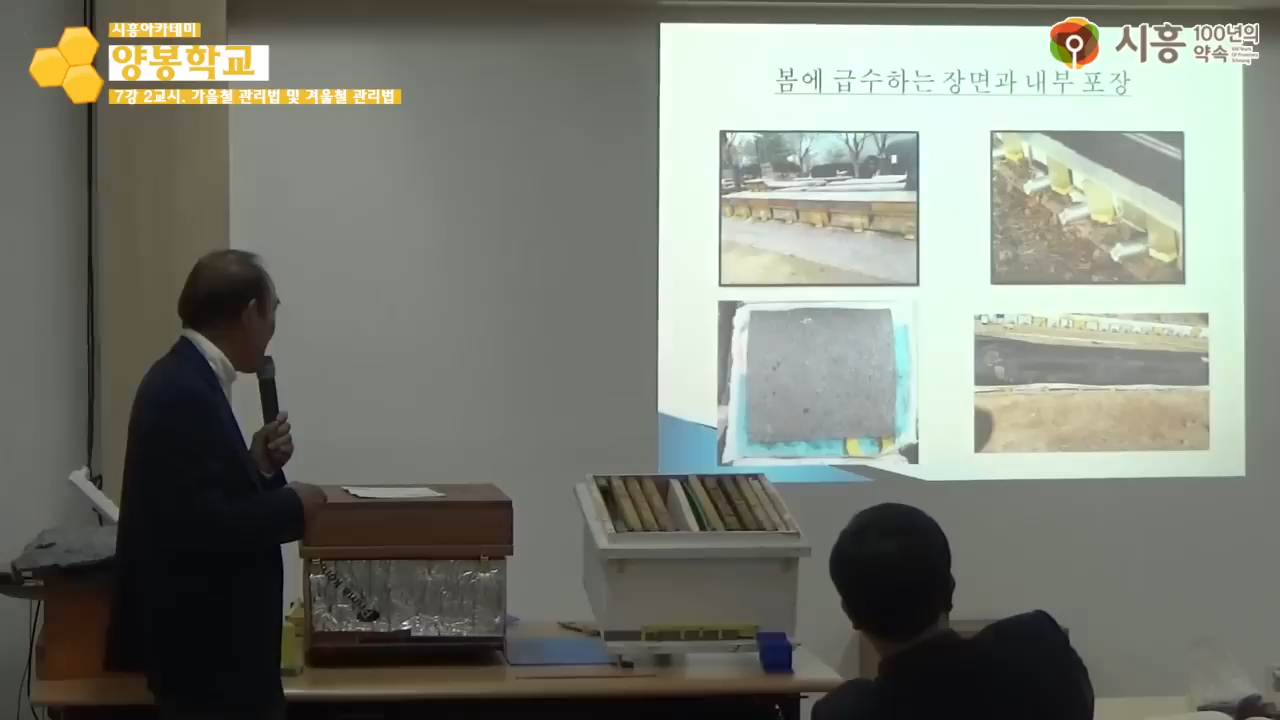 시흥아카데미
양봉학교
7강 2교시. 가을철 관리법 및 겨울철 관리법
시흥 100년의
약속
봄에 급수하는 장면과 내부 포장